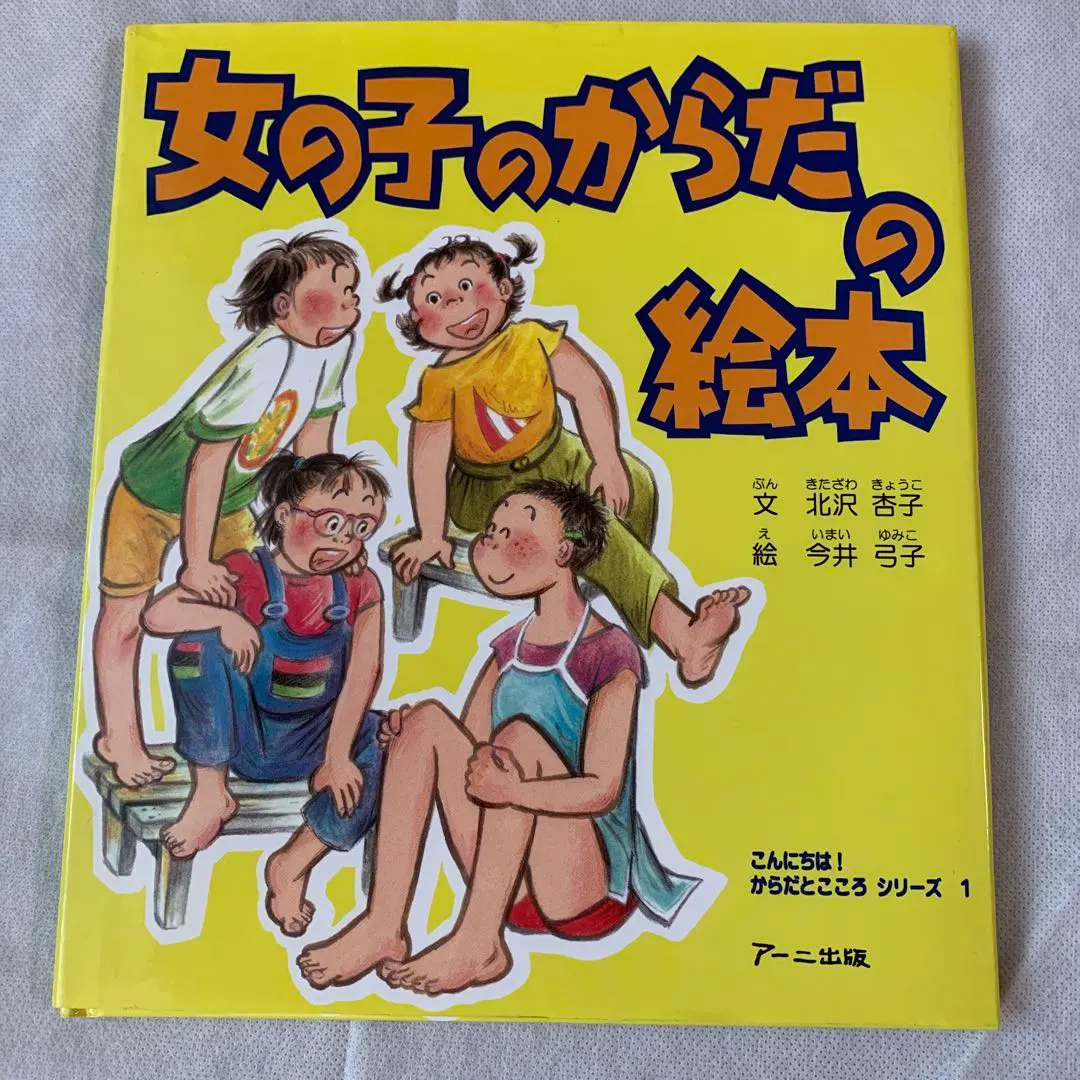 女の子のからだ
の
絵本
ぶん きたざわ きょうこ
文 北沢 杏子
え いまい ゆみこ
絵 今井 弓子
こんにちは！
からだとこころ シリーズ 1
アーニ出版